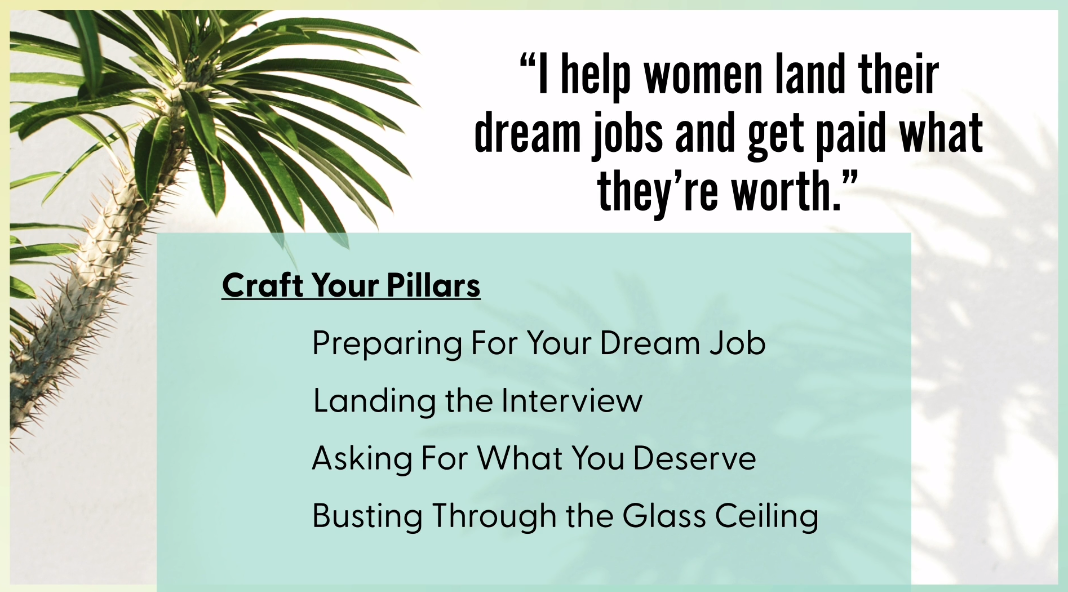 “I help women land their
dream jobs and get paid what
they’re worth.”
Craft Your Pillars
Preparing For Your Dream Job
Landing the Interview
Asking For What You Deserve
Busting Through the Glass Ceiling